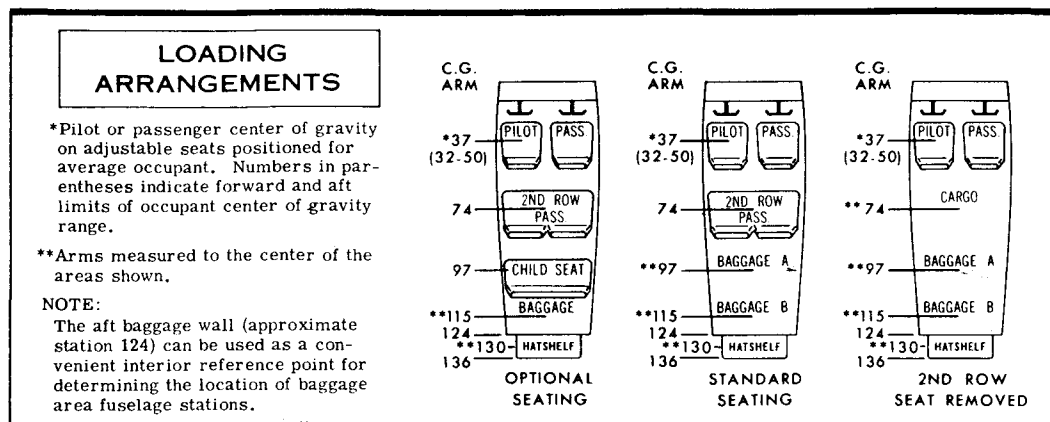 LOADING
ARRANGEMENTS
*Pilot or passenger center of gravity
on adjustable seats positioned for
average occupant. Numbers in par-
entheses indicate forward and aft
limits of occupant center of gravity
range.
**Arms measured to the center of the
areas shown.
NOTE:
The aft baggage wall (approximate
station 124) can be used as a con-
venient interior reference point for
determining the location of baggage
area fuselage stations.
C.G.
ARM
PILOT PASS.
*37
(32-50)
2ND ROW
74
PASS.
97 CHILD SEAT
BAGGAGE
**115
124
**130 HATSHELF
136
OPTIONAL
SEATING
C.G.
ARM
PILOT PASS.
*37
(32-50)
2ND ROW
74
PASS.
BAGGAGE A
**97
**115 BAGGAGE B
124
**130 HATSHELF
136
STANDARD
SEATING
C.G.
ARM
PILOT PASS.
*37
(32-50)
CARGO
**74
BAGGAGE A
**97
**115 BAGGAGE B
124
**130 HATSHELF
136
2ND ROW
SEAT REMOVED